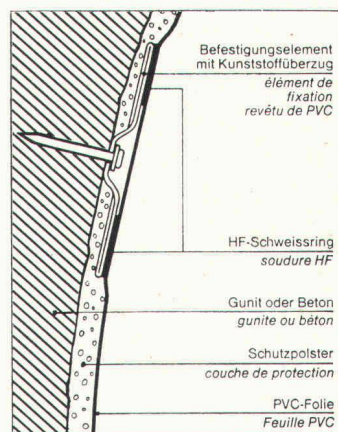 Befestigungselement
mit Kunststoffüberzug
élément de
fixation
revêtu de PVC
HF-Schweissring
soudure HF
Gunit oder Beton
gunite ou béton
Schutzpolster
couche de protection
PVC-Folie
Feuille PVC